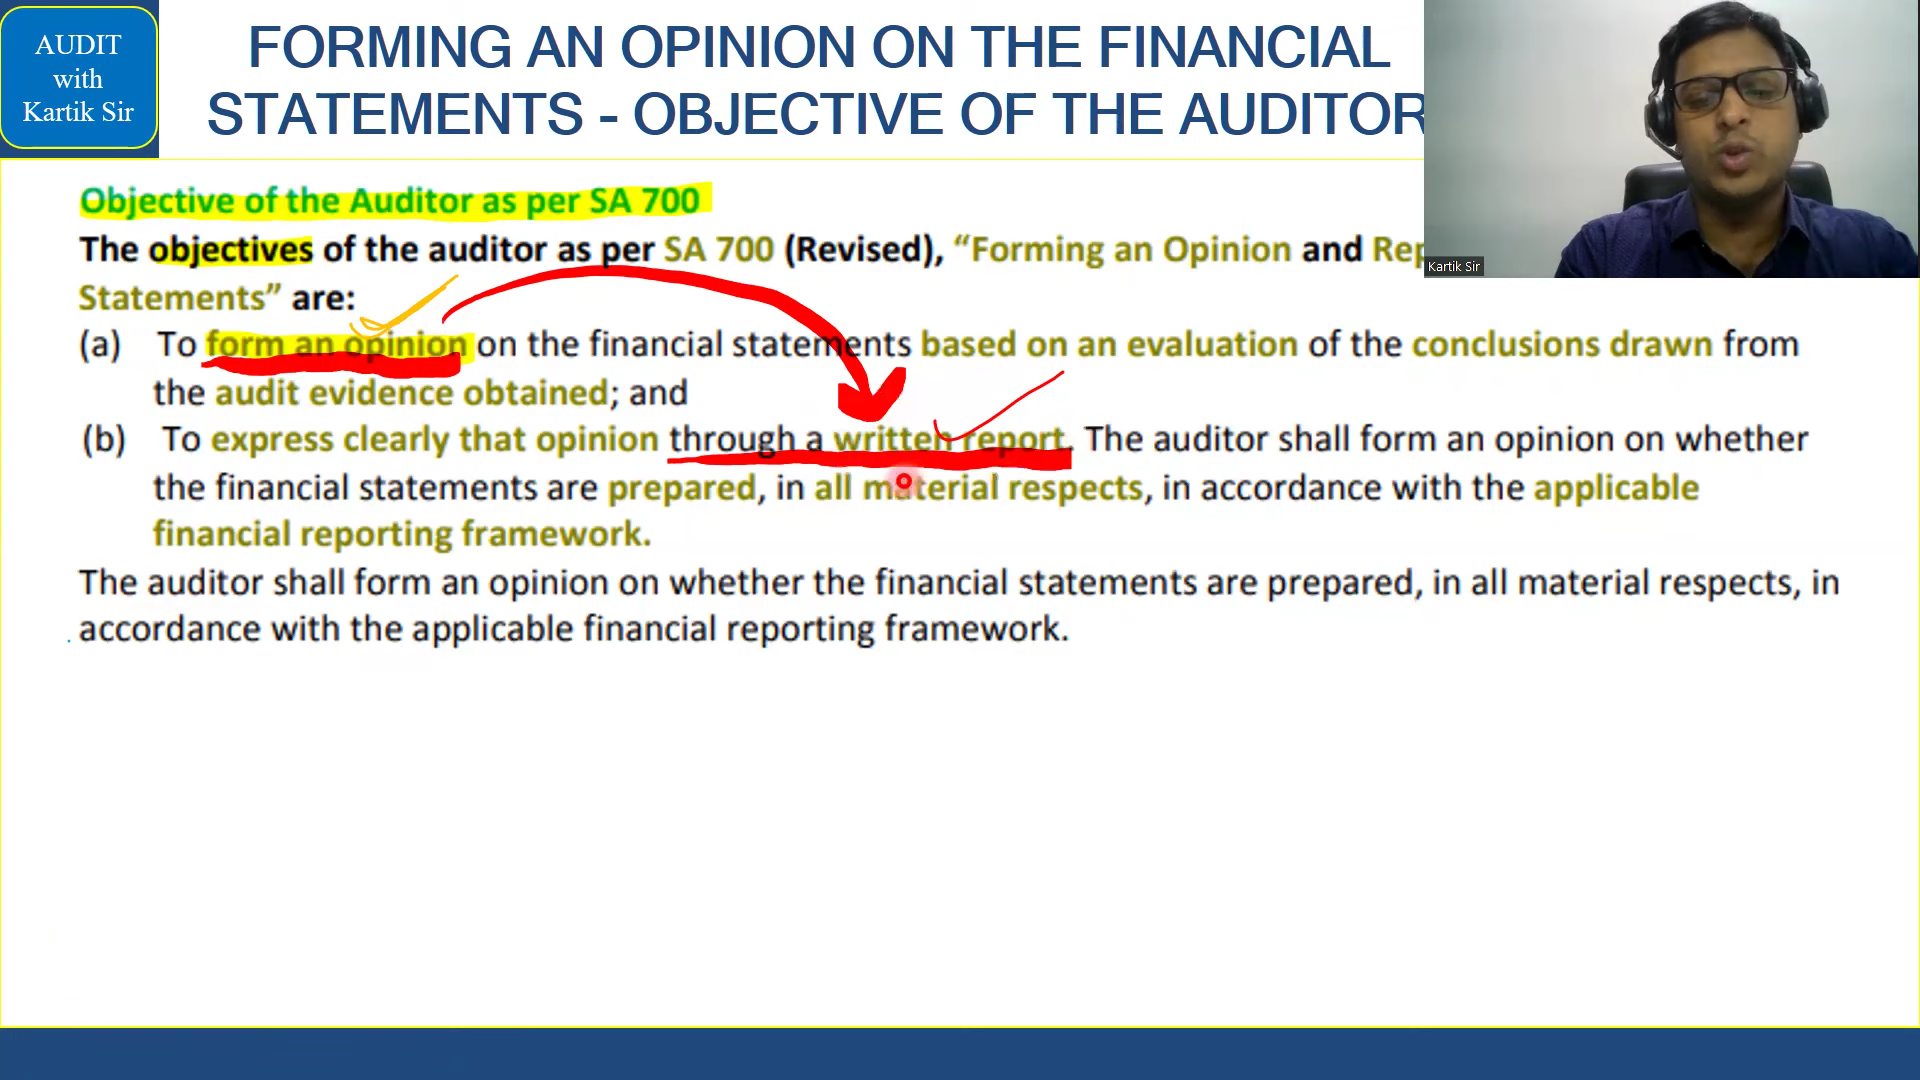 AUDIT
with
Kartik Sir
FORMING AN OPINION ON THE FINANCIAL
STATEMENTS - OBJECTIVE OF THE AUDITOR
Kartik Sir
Objective of the Auditor as per SA 700
The objectives of the auditor as per SA 700 (Revised), “Forming an Opinion and Rep
Statements” are:
(a) To form an opinion on the financial statements based on an evaluation of the conclusions drawn from
the audit evidence obtained; and
(b) To express clearly that opinion through a written report. The auditor shall form an opinion on whether
the financial statements are prepared, in all material respects, in accordance with the applicable
financial reporting framework.
The auditor shall form an opinion on whether the financial statements are prepared, in all material respects, in
accordance with the applicable financial reporting framework.